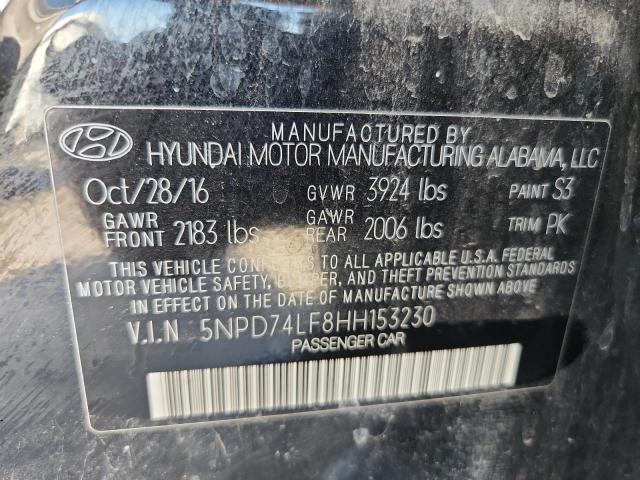 MANUFACTURED BY
HYUNDAI MOTOR MANUFACTURING ALABAMA, LLC
Oct/28/16 GVWR 3924 lbs PAINT S3
GAWR FRONT 2183 lbs GAWR REAR 2006 lbs TRIM PK
THIS VEHICLE CONFORMS TO ALL APPLICABLE U.S.A. FEDERAL
MOTOR VEHICLE SAFETY, BUMPER, AND THEFT PREVENTION STANDARDS
IN EFFECT ON THE DATE OF MANUFACTURE SHOWN ABOVE.
V.I.N 5NPD74LF8HH153230
PASSENGER CAR